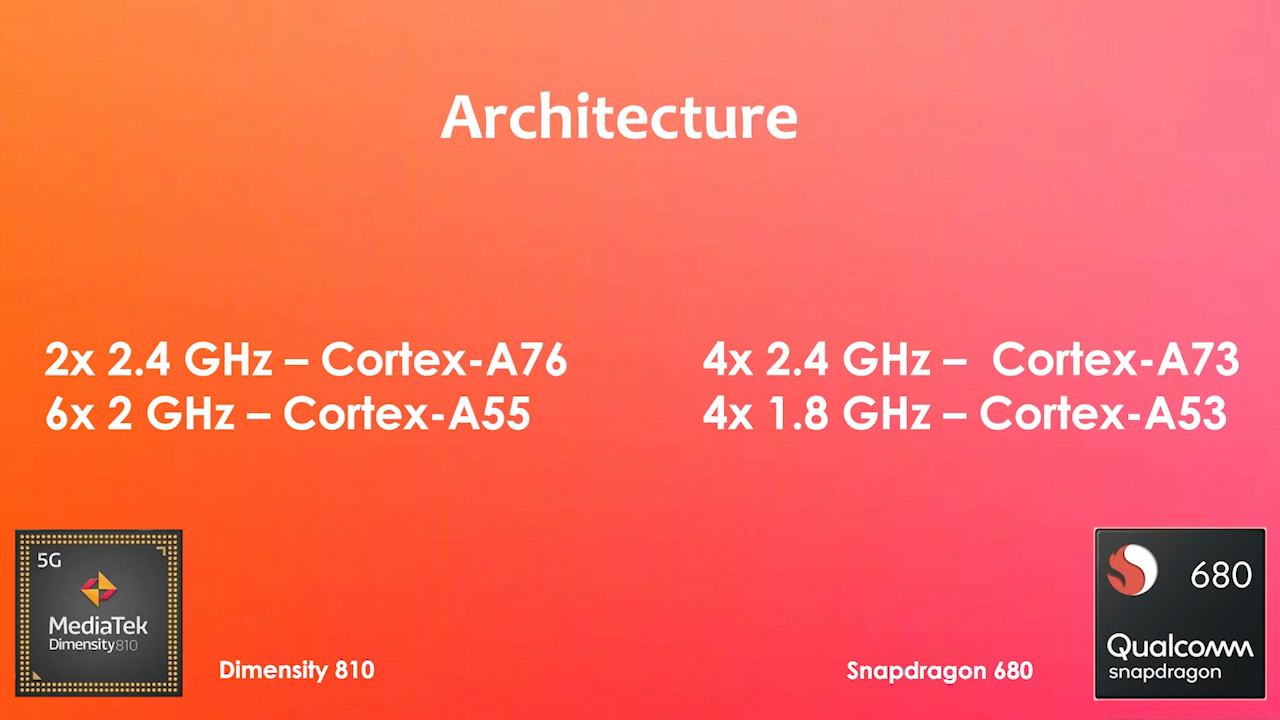 Architecture
2x 2.4 GHz – Cortex-A76
6x 2 GHz – Cortex-A55
4x 2.4 GHz –  Cortex-A73
4x 1.8 GHz – Cortex-A53
5G
MediaTek
Dimensity810
Dimensity 810
Snapdragon 680
680
Qualcomm
snapdragon